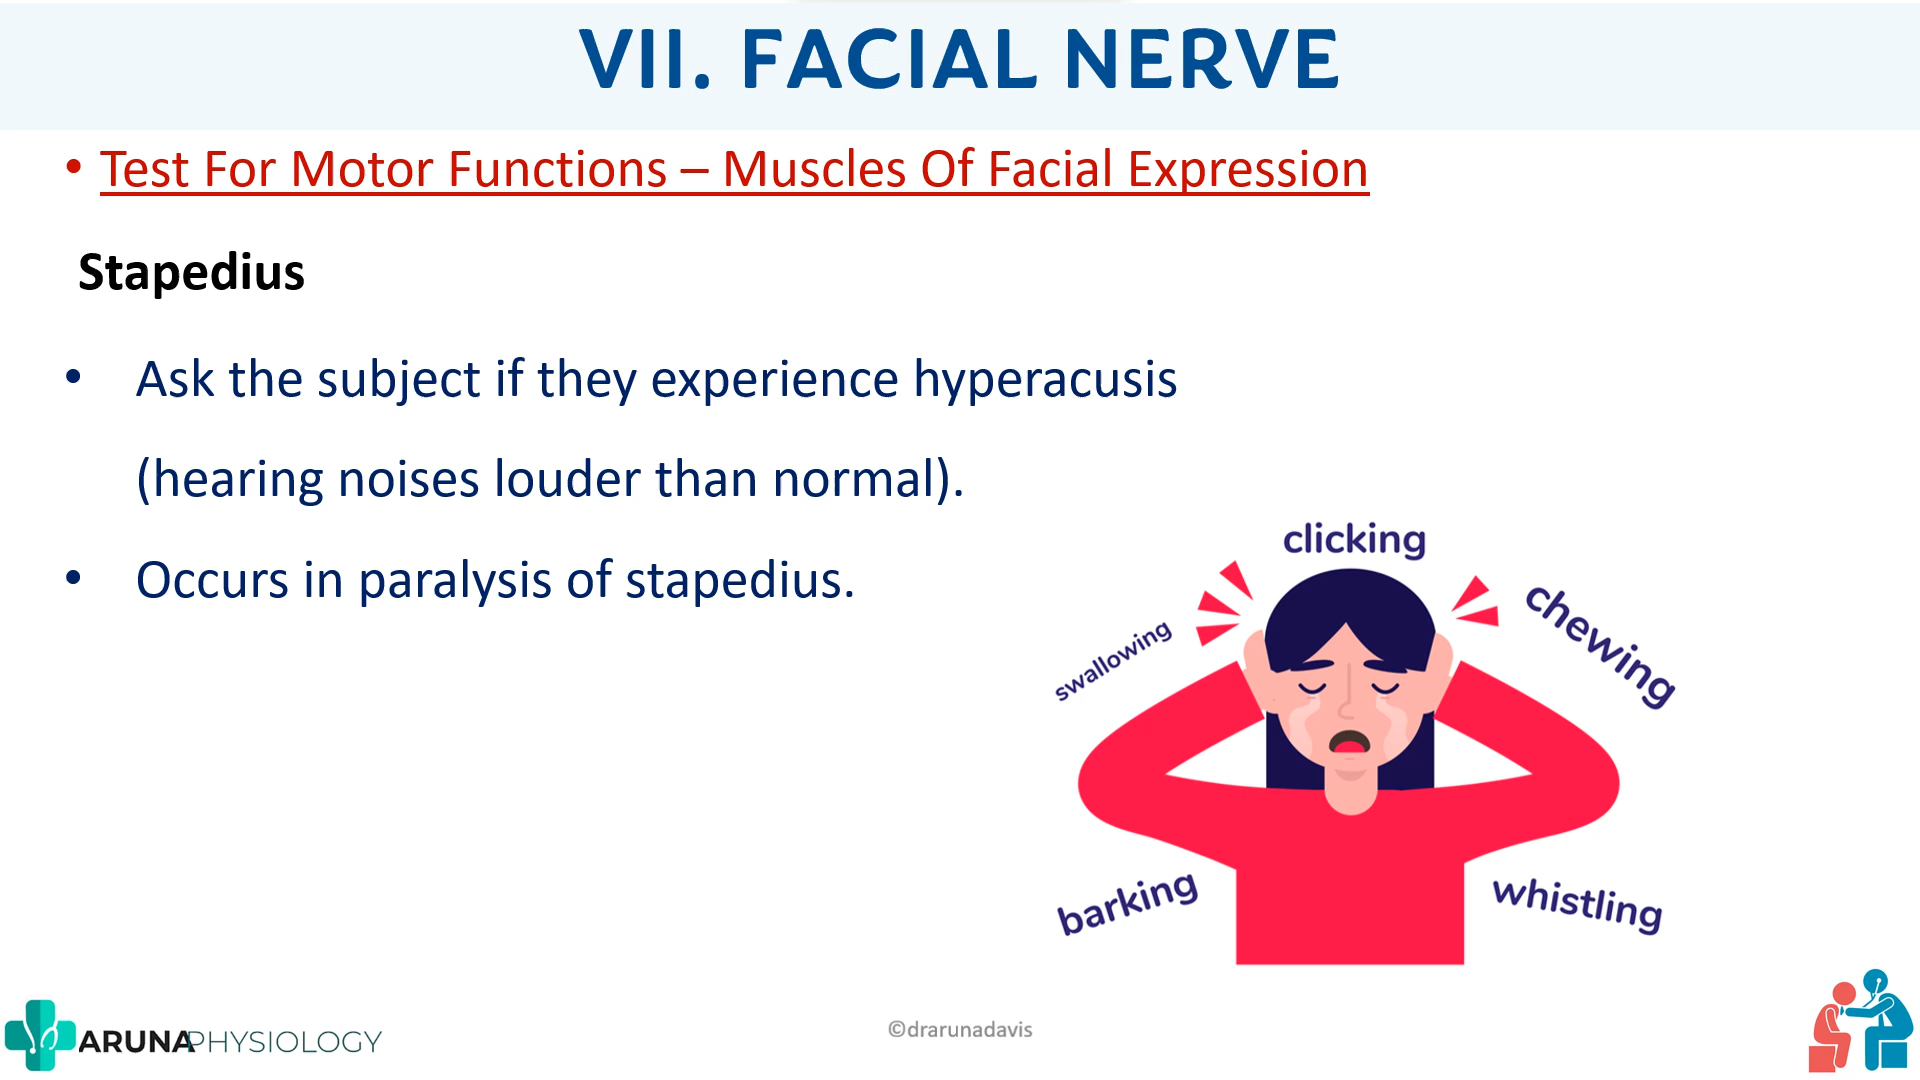 VII. FACIAL NERVE
• Test For Motor Functions – Muscles Of Facial Expression
Stapedius
• Ask the subject if they experience hyperacusis
(hearing noises louder than normal).
• Occurs in paralysis of stapedius.
clicking
swallowing
chewing
barking
whistling
ARUNAPHYSIOLOGY
©drarunadavis